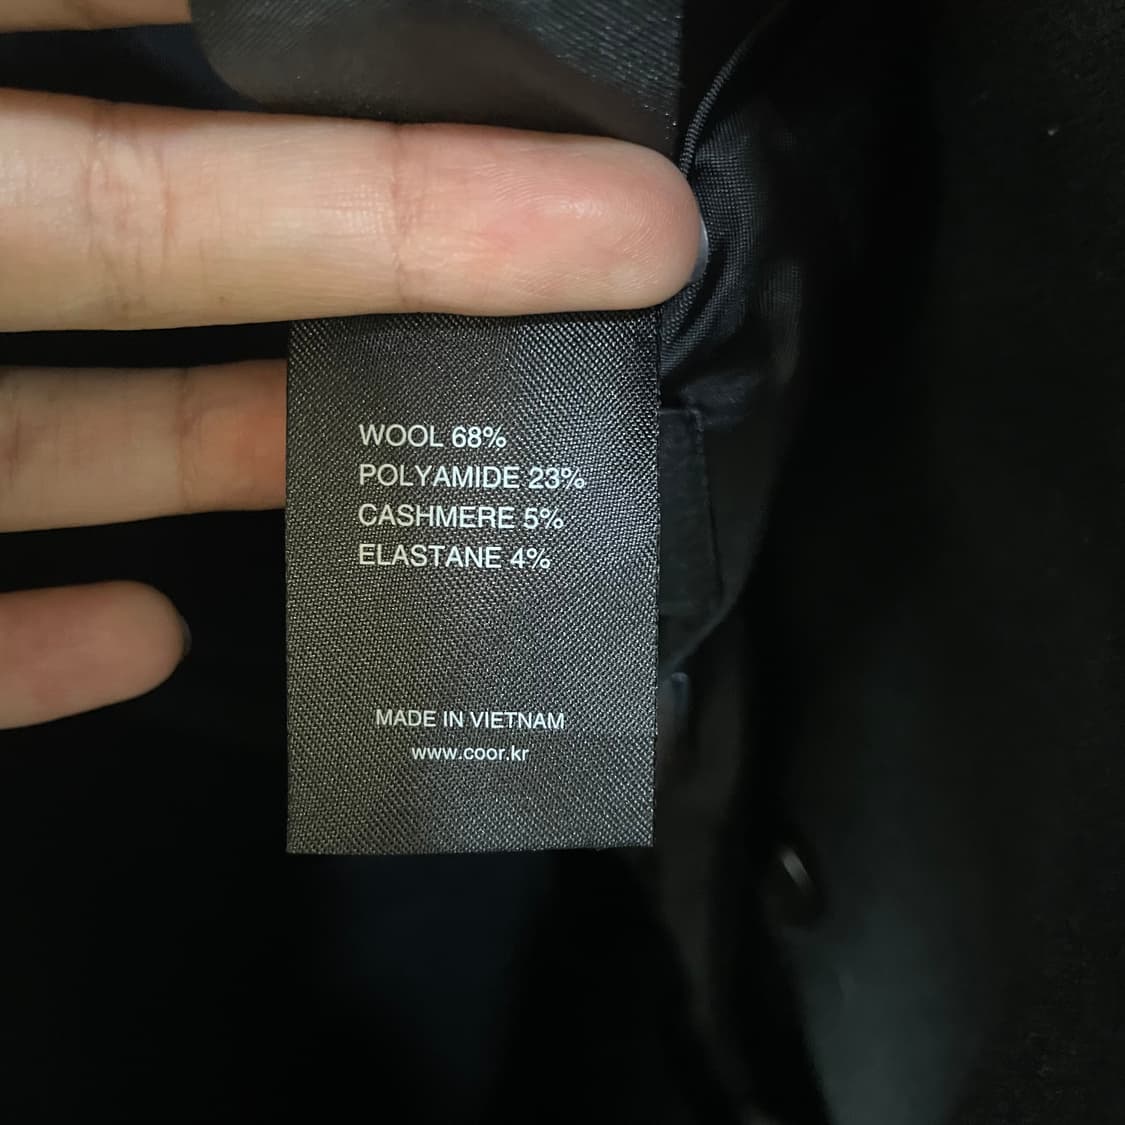 WOOL 68%
POLYAMIDE 23%
CASHMERE 5%
ELASTANE 4%
MADE IN VIETNAM
www.coor.kr